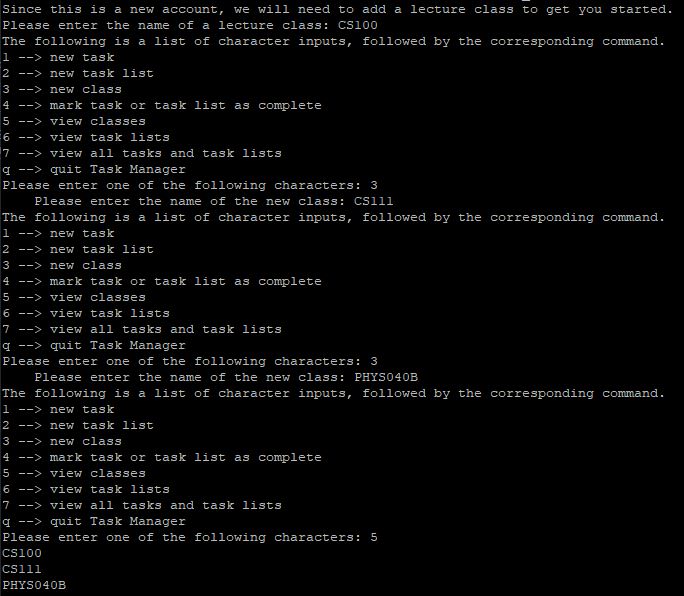 Since this is a new account, we will need to add a lecture class to get you started.
Please enter the name of a lecture class: CS100
The following is a list of character inputs, followed by the corresponding command.
1 --> new task
2 --> new task list
3 --> new class
4 --> mark task or task list as complete
5 --> view classes
6 --> view task lists
7 --> view all tasks and task lists
q --> quit Task Manager
Please enter one of the following characters: 3
    Please enter the name of the new class: CS111
The following is a list of character inputs, followed by the corresponding command.
1 --> new task
2 --> new task list
3 --> new class
4 --> mark task or task list as complete
5 --> view classes
6 --> view task lists
7 --> view all tasks and task lists
q --> quit Task Manager
Please enter one of the following characters: 3
    Please enter the name of the new class: PHYS040B
The following is a list of character inputs, followed by the corresponding command.
1 --> new task
2 --> new task list
3 --> new class
4 --> mark task or task list as complete
5 --> view classes
6 --> view task lists
7 --> view all tasks and task lists
q --> quit Task Manager
Please enter one of the following characters: 5
CS100
CS111
PHYS040B